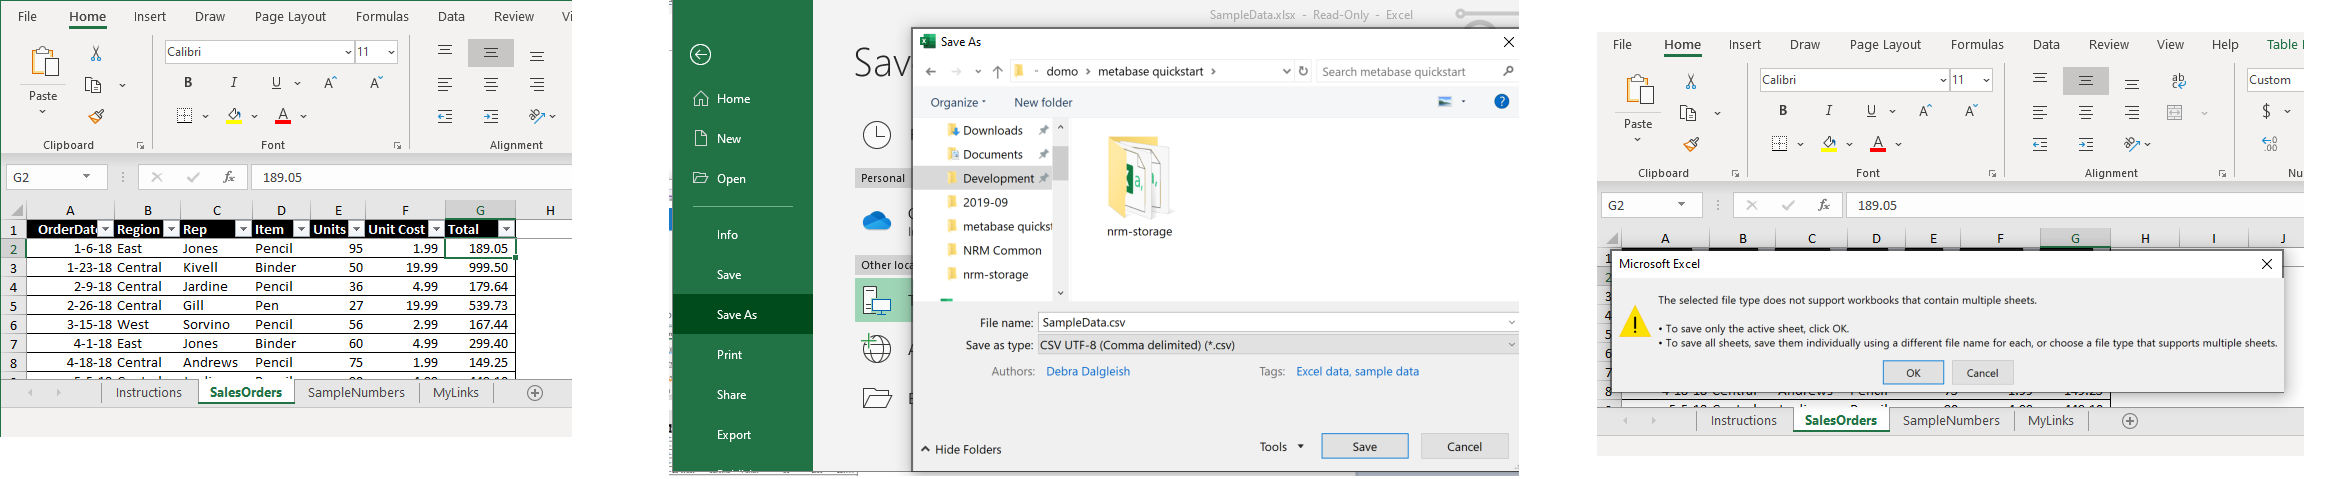 File Home Insert Draw Page Layout Formulas Data Review
Calibri 11
Paste B I U A A
Clipboard Font Alignment
G2 fx 189.05
A B C D E F G H
1 OrderDate Region Rep Item Units Unit Cost Total
2 1-6-18 East Jones Pencil 95 1.99 189.05
3 1-23-18 Central Kivell Binder 50 19.99 999.50
4 2-9-18 Central Jardine Pencil 36 4.99 179.64
5 2-26-18 Central Gill Pen 27 19.99 539.73
6 3-15-18 West Sorvino Pencil 56 2.99 167.44
7 4-1-18 East Jones Binder 60 4.99 299.40
8 4-18-18 Central Andrews Pencil 75 1.99 149.25
Instructions SalesOrders SampleNumbers MyLinks
SampleData.xlsx - Read-Only - Excel
Home
New
Open
Info
Save
Save As
Print
Share
Export
Sav
Personal
Other loca
Save As
domo metabase quickstart Search metabase quickstart
Organize New folder
Downloads
Documents
Development
2019-09
metabase quickst
NRM Common
nrm-storage
nrm-storage
File name: SampleData.csv
Save as type: CSV UTF-8 (Comma delimited) (*.csv)
Authors: Debra Dalgleish Tags: Excel data, sample data
Hide Folders Tools Save Cancel
File Home Insert Draw Page Layout Formulas Data Review View Help Table
Calibri 11 Custom
Paste B I U A A ab $
Clipboard Font Alignment Nu
G2 fx 189.05
A B C D E F G H I J
Microsoft Excel
The selected file type does not support workbooks that contain multiple sheets.
• To save only the active sheet, click OK.
• To save all sheets, save them individually using a different file name for each, or choose a file type that supports multiple sheets.
OK Cancel
Instructions SalesOrders SampleNumbers MyLinks